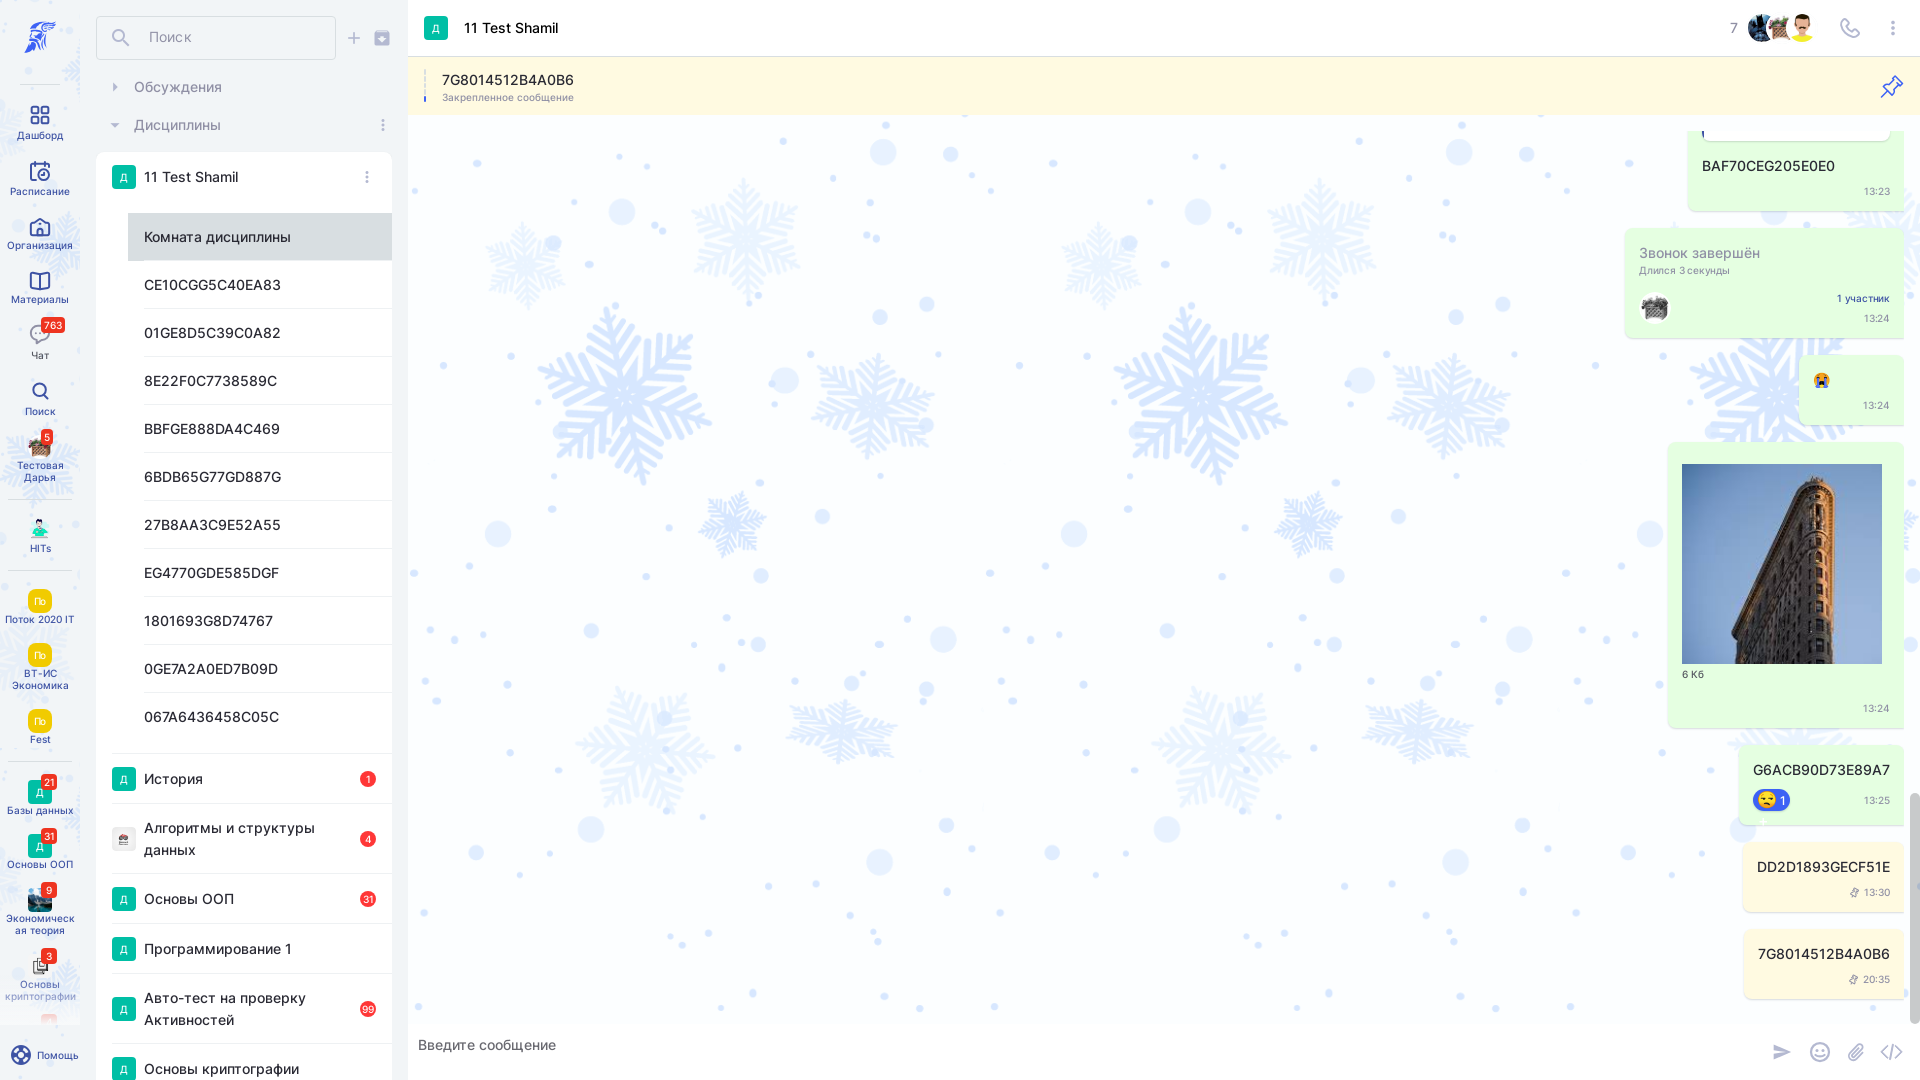 Дашборд
Расписание
Организация
Материалы
763
Чат
Поиск
5
Тестовая
Дарья
HITs
По
Поток 2020 IT
По
ВТ-ИС
Экономика
По
Fest
21
Д
Базы данных
31
Д
Основы ООП
9
Экономическ
ая теория
3
Основы
криптографии
Помощь
Поиск
Обсуждения
Дисциплины
Д
11 Test Shamil
Комната дисциплины
CE10CGG5C40EA83
01GE8D5C39C0A82
8E22F0C7738589C
BBFGE888DA4C469
6BDB65G77GD887G
27B8AA3C9E52A55
EG4770GDE585DGF
1801693G8D74767
0GE7A2A0ED7B09D
067A6436458C05C
Д
История
1
Алгоритмы и структуры
данных
4
Д
Основы ООП
31
Д
Программирование 1
Д
Авто-тест на проверку
Активностей
99
Д
Основы криптографии
Д
11 Test Shamil
7
7G8014512B4A0B6
Закрепленное сообщение
BAF70CEG205E0E0
13:23
Звонок завершён
Длился 3 секунды
1 участник
13:24
13:24
6 Кб
13:24
G6ACB90D73E89A7
1
13:25
DD2D1893GECF51E
13:30
7G8014512B4A0B6
20:35
Введите сообщение